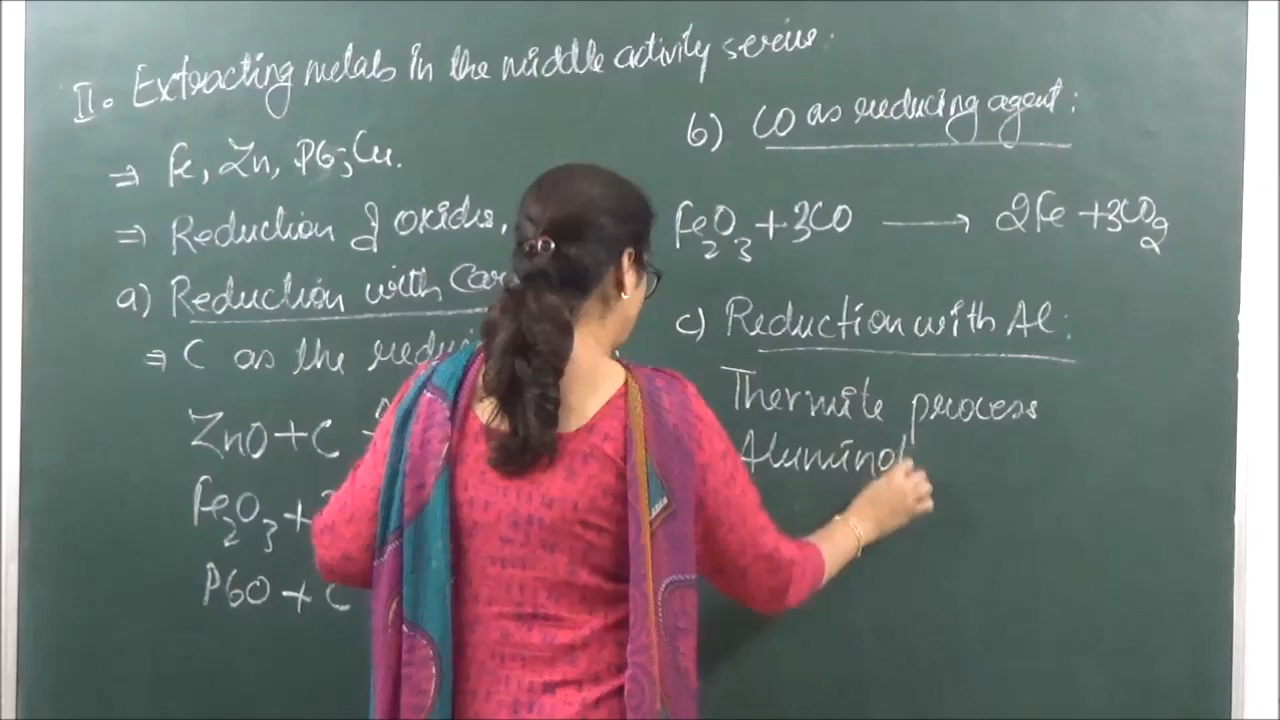 II. Extracting metals in the middle activity series.
⇒ Fe, Zn, Pb, Cu.
⇒ Reduction of oxides.
a) Reduction with Car
⇒ C as the reduci
ZnO + C
Fe₂O₃ +
PbO + C
b) CO as reducing agent:
Fe₂O₃ + 3CO → 2Fe + 3CO₂
c) Reduction with Al:
Thermite process
Aluminot